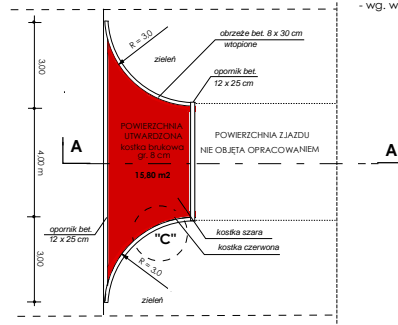 - wg. w
R = 3,0
obrzeże bet. 8 x 30 cm
wtopione
zieleń
opornik bet.
12 x 25 cm
3,00
POWIERZCHNIA
UTWARDZONA
kostka brukowa
gr. 8 cm
15,80 m2
POWIERZCHNIA ZJAZDU
NIE OBJĘTA OPRACOWANIEM
A
A
4,00 m
opornik bet.
12 x 25 cm
"C"
kostka szara
kostka czerwona
3,00
R = 3,0
zieleń